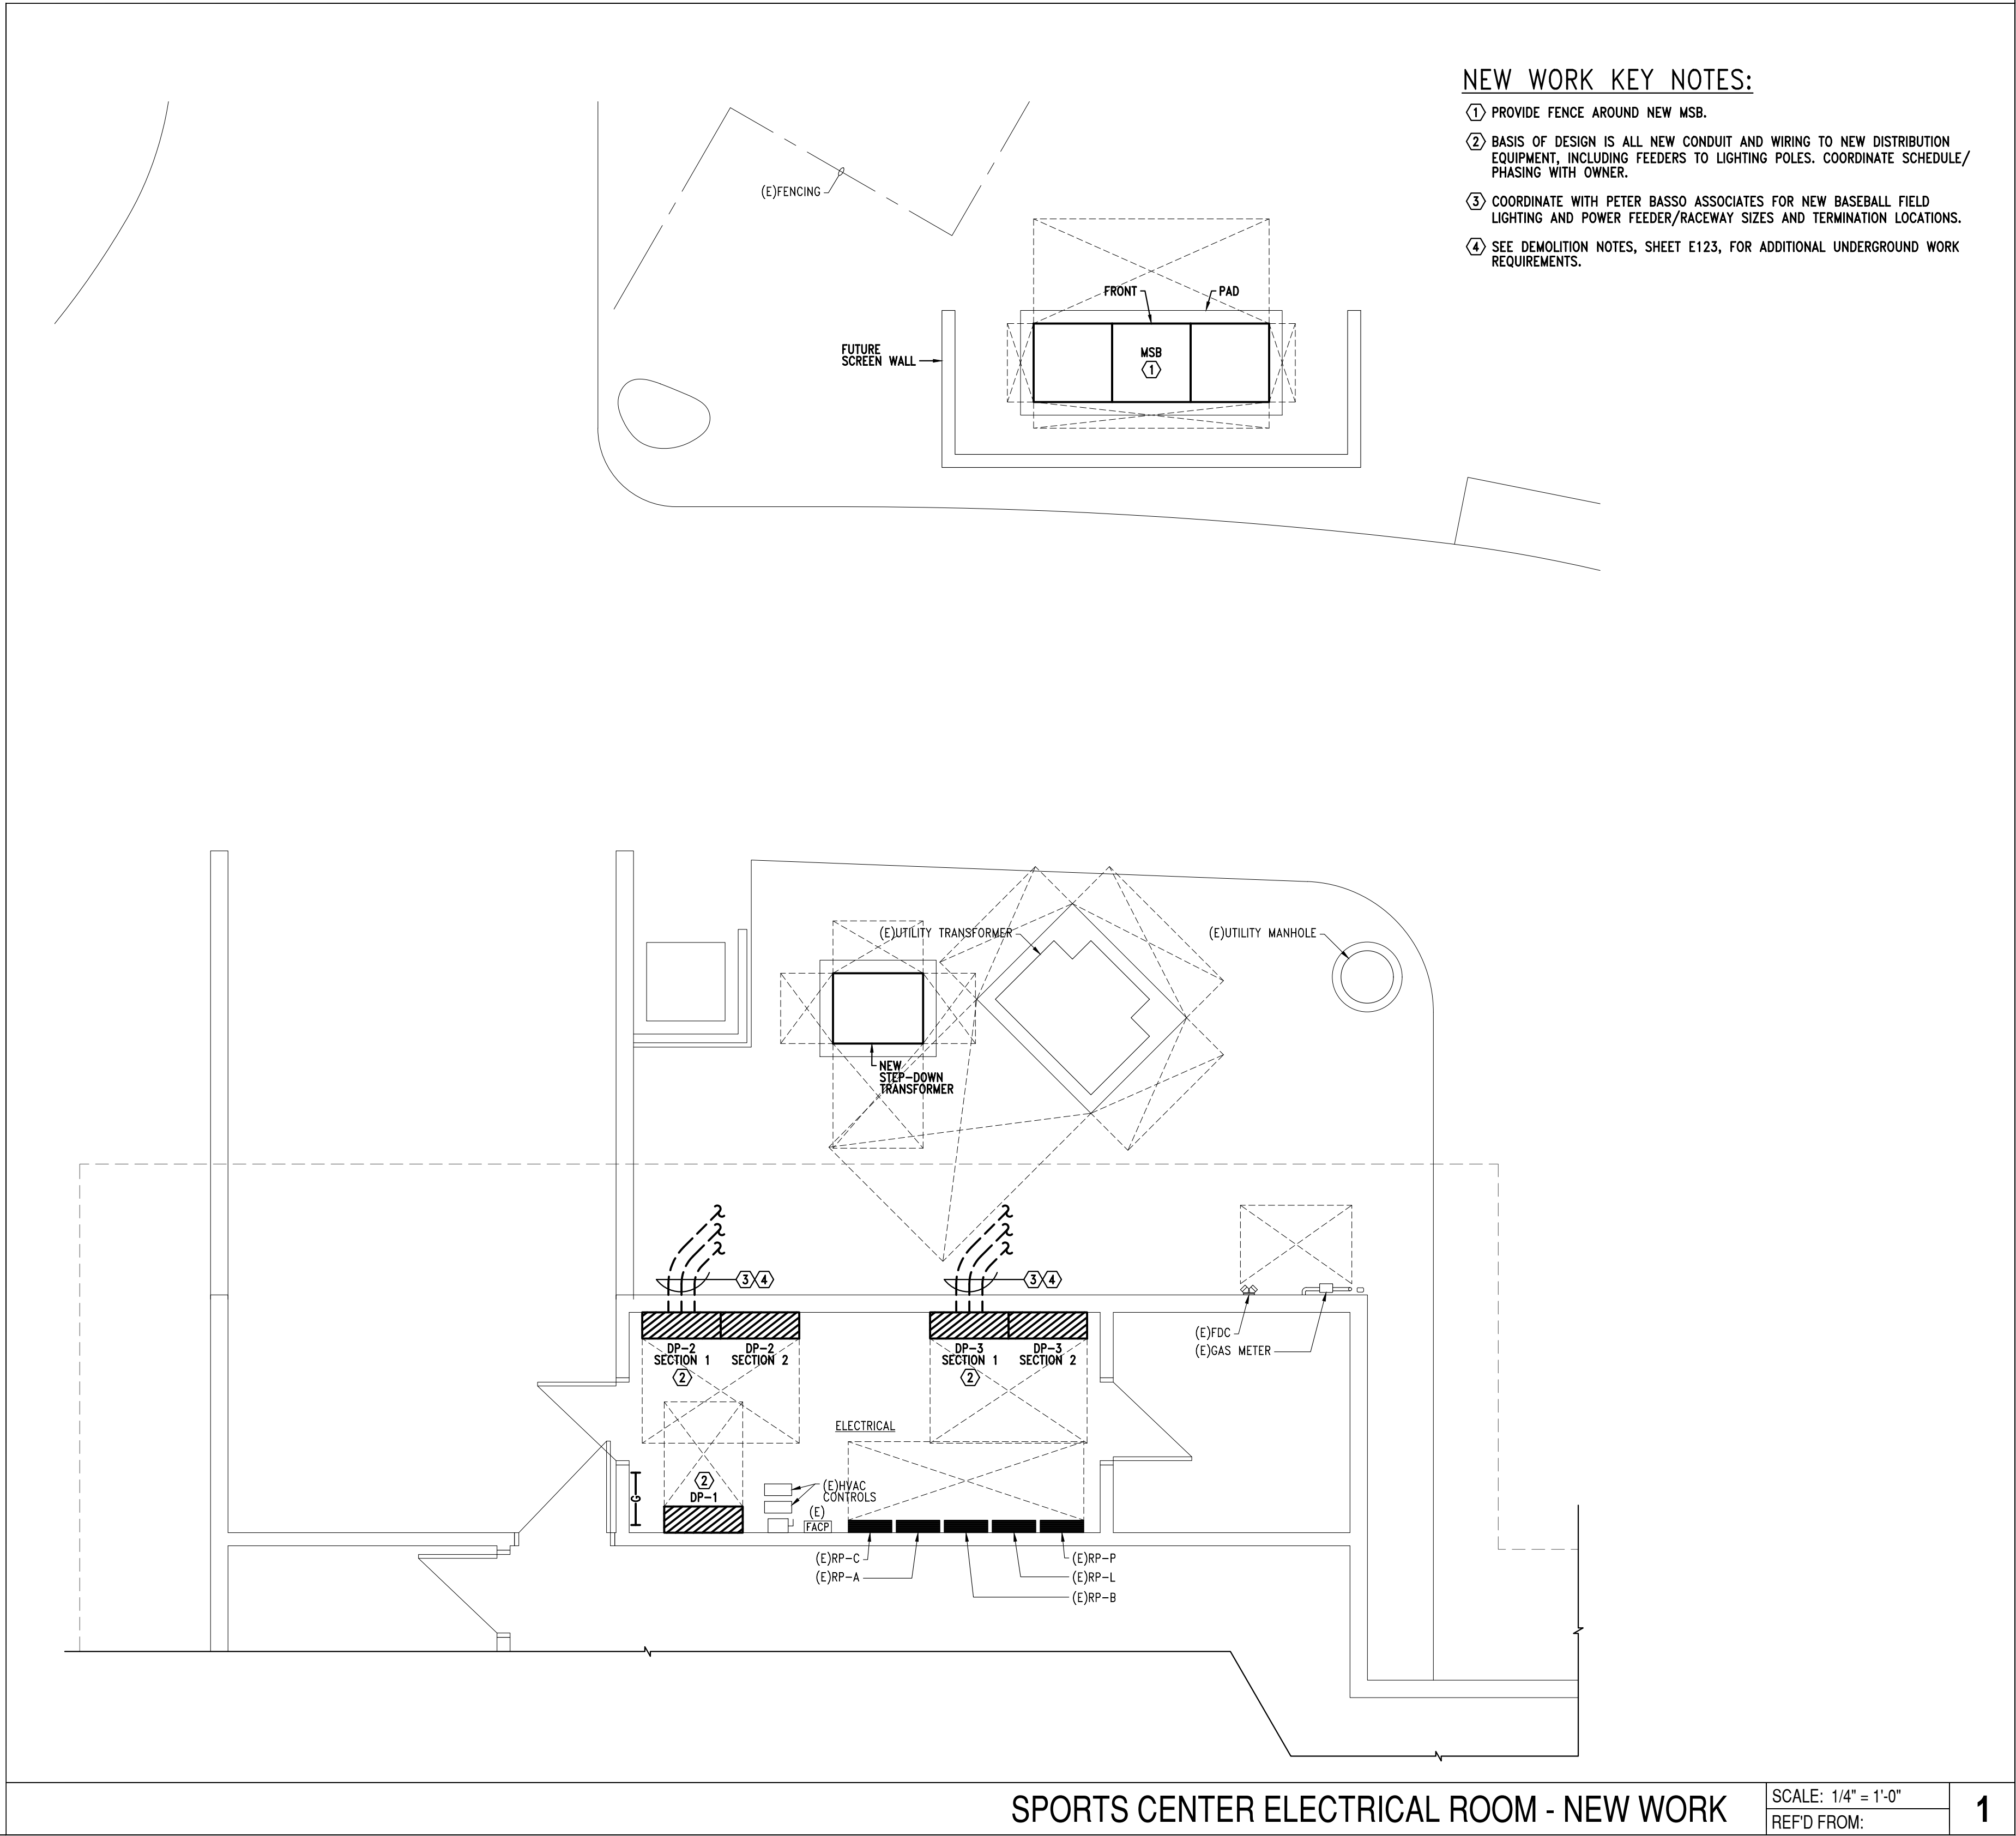 NEW WORK KEY NOTES:
1 PROVIDE FENCE AROUND NEW MSB.
2 BASIS OF DESIGN IS ALL NEW CONDUIT AND WIRING TO NEW DISTRIBUTION
EQUIPMENT, INCLUDING FEEDERS TO LIGHTING POLES. COORDINATE SCHEDULE/
PHASING WITH OWNER.
3 COORDINATE WITH PETER BASSO ASSOCIATES FOR NEW BASEBALL FIELD
LIGHTING AND POWER FEEDER/RACEWAY SIZES AND TERMINATION LOCATIONS.
4 SEE DEMOLITION NOTES, SHEET E123, FOR ADDITIONAL UNDERGROUND WORK
REQUIREMENTS.
(E)FENCING
FRONT
PAD
FUTURE
SCREEN WALL
MSB
1
(E)UTILITY TRANSFORMER
(E)UTILITY MANHOLE
NEW
STEP-DOWN
TRANSFORMER
3 4
3 4
DP-2
SECTION 1
2
DP-2
SECTION 2
DP-3
SECTION 1
2
DP-3
SECTION 2
(E)FDC
(E)GAS METER
ELECTRICAL
2
DP-1
G
(E)HVAC
CONTROLS
(E)
FACP
(E)RP-C
(E)RP-A
(E)RP-P
(E)RP-L
(E)RP-B
SPORTS CENTER ELECTRICAL ROOM - NEW WORK
SCALE: 1/4" = 1'-0"
REF'D FROM:
1